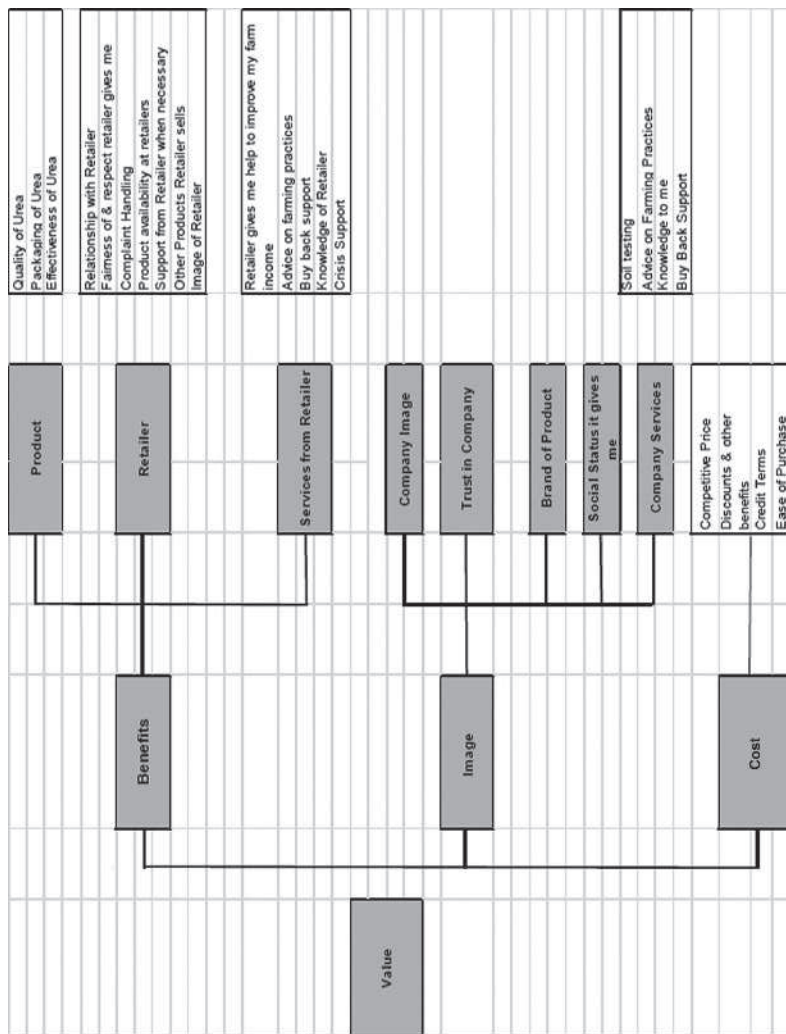 Value
Benefits
Image
Cost
Product
Retailer
Services from Retailer
Company Image
Trust in Company
Brand of Product
Social Status it gives
me
Company Services
Quality of Urea
Packaging of Urea
Effectiveness of Urea
Relationship with Retailer
Fairness of & respect retailer gives me
Complaint Handling
Product availability at retailers
Support from Retailer when necessary
Other Products Retailer sells
Image of Retailer
Retailer gives me help to improve my farm
income
Advice on farming practices
Buy back support
Knowledge of Retailer
Crisis Support
Soil testing
Advice on Farming Practices
Knowledge to me
Buy Back Support
Competitive Price
Discounts & other
benefits
Credit Terms
Ease of Purchase